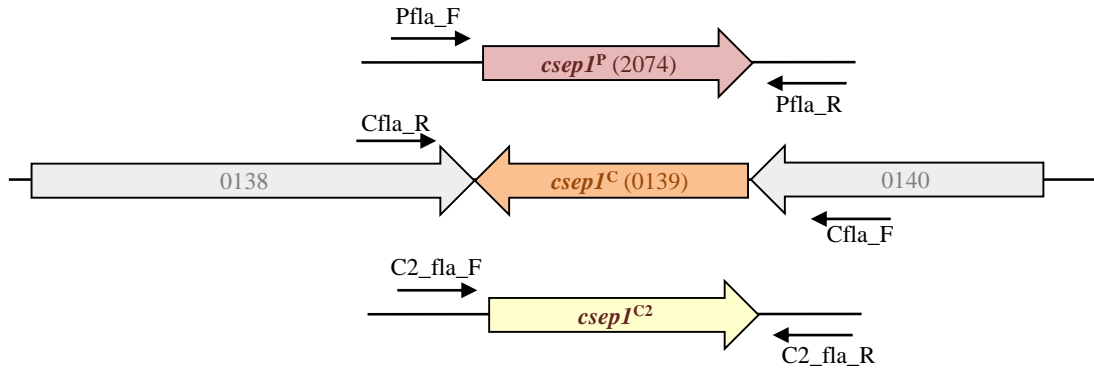 Pfla_F
csep1ᴾ (2074)
Pfla_R
Cfla_R
0138
csep1ᶜ (0139)
0140
Cfla_F
C2_fla_F
csep1ᶜ²
C2_fla_R